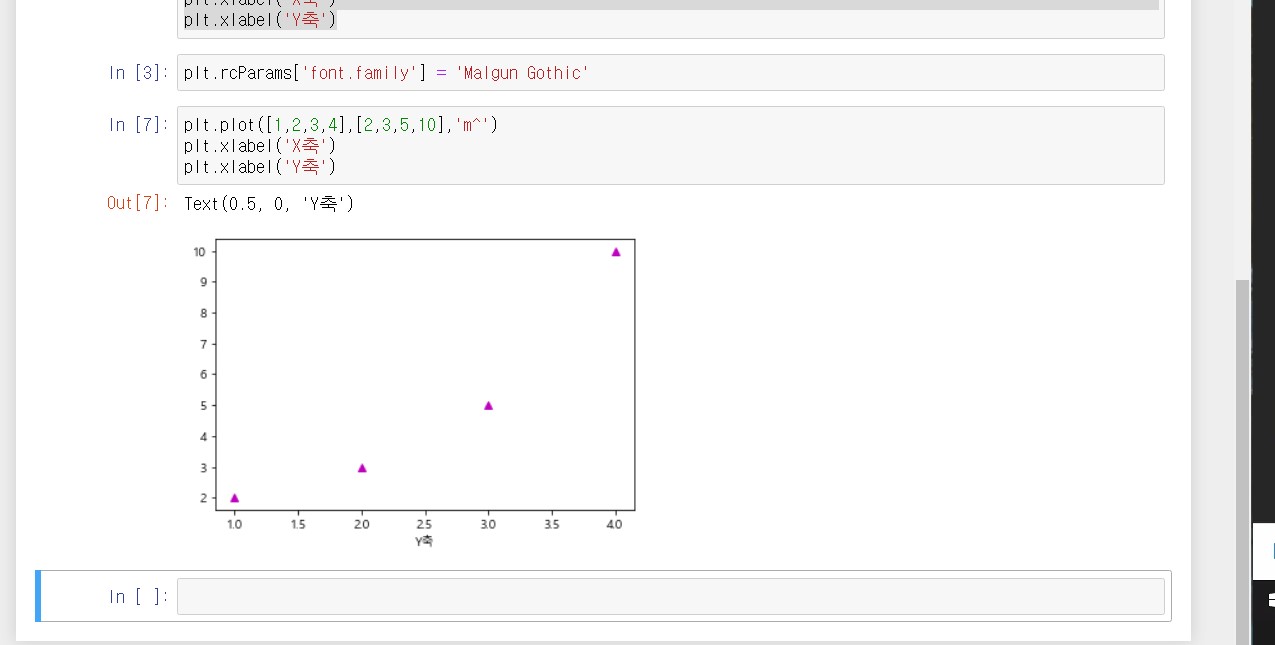 plt.xlabel('X축')
plt.xlabel('Y축')
In [3]: plt.rcParams['font.family'] = 'Malgun Gothic'
In [7]: plt.plot([1,2,3,4],[2,3,5,10],'m^')
plt.xlabel('X축')
plt.xlabel('Y축')
Out[7]: Text(0.5, 0, 'Y축')
10
9
8
7
6
5
4
3
2
1.0 1.5 2.0 2.5 3.0 3.5 4.0
Y축
In [ ]: